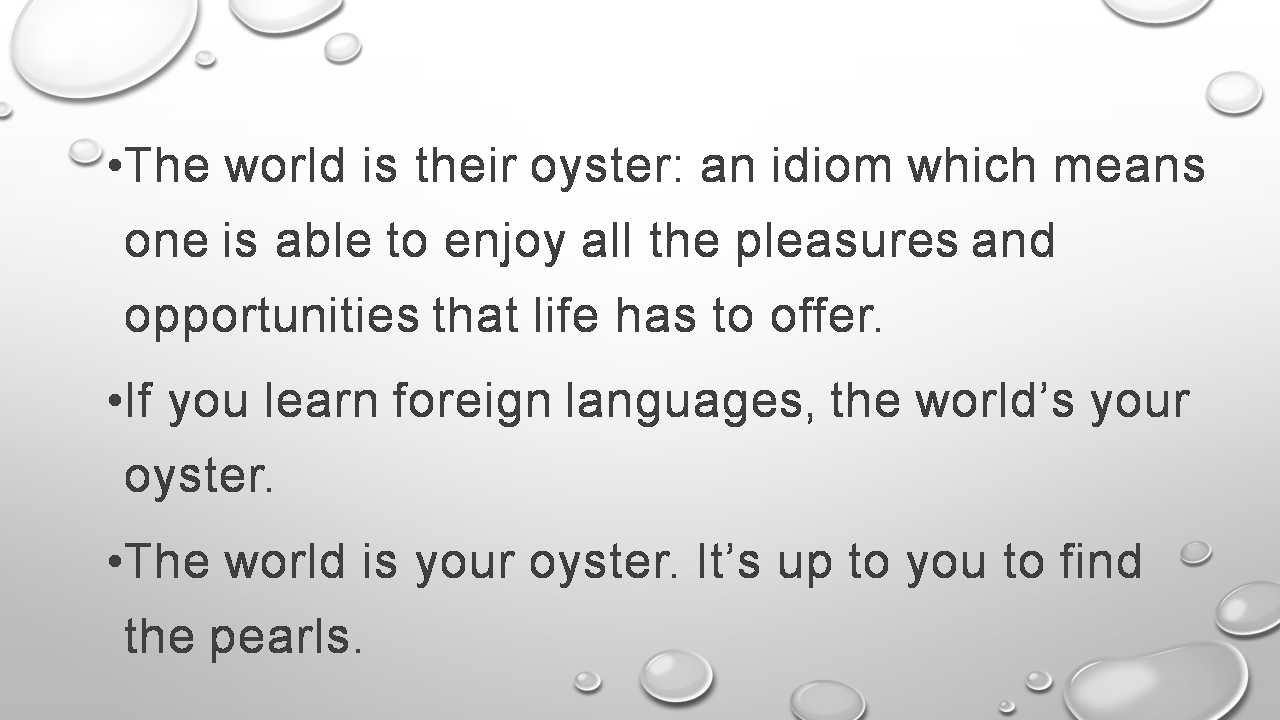 •The world is their oyster: an idiom which means
one is able to enjoy all the pleasures and
opportunities that life has to offer.
•If you learn foreign languages, the world’s your
oyster.
•The world is your oyster. It’s up to you to find
the pearls.